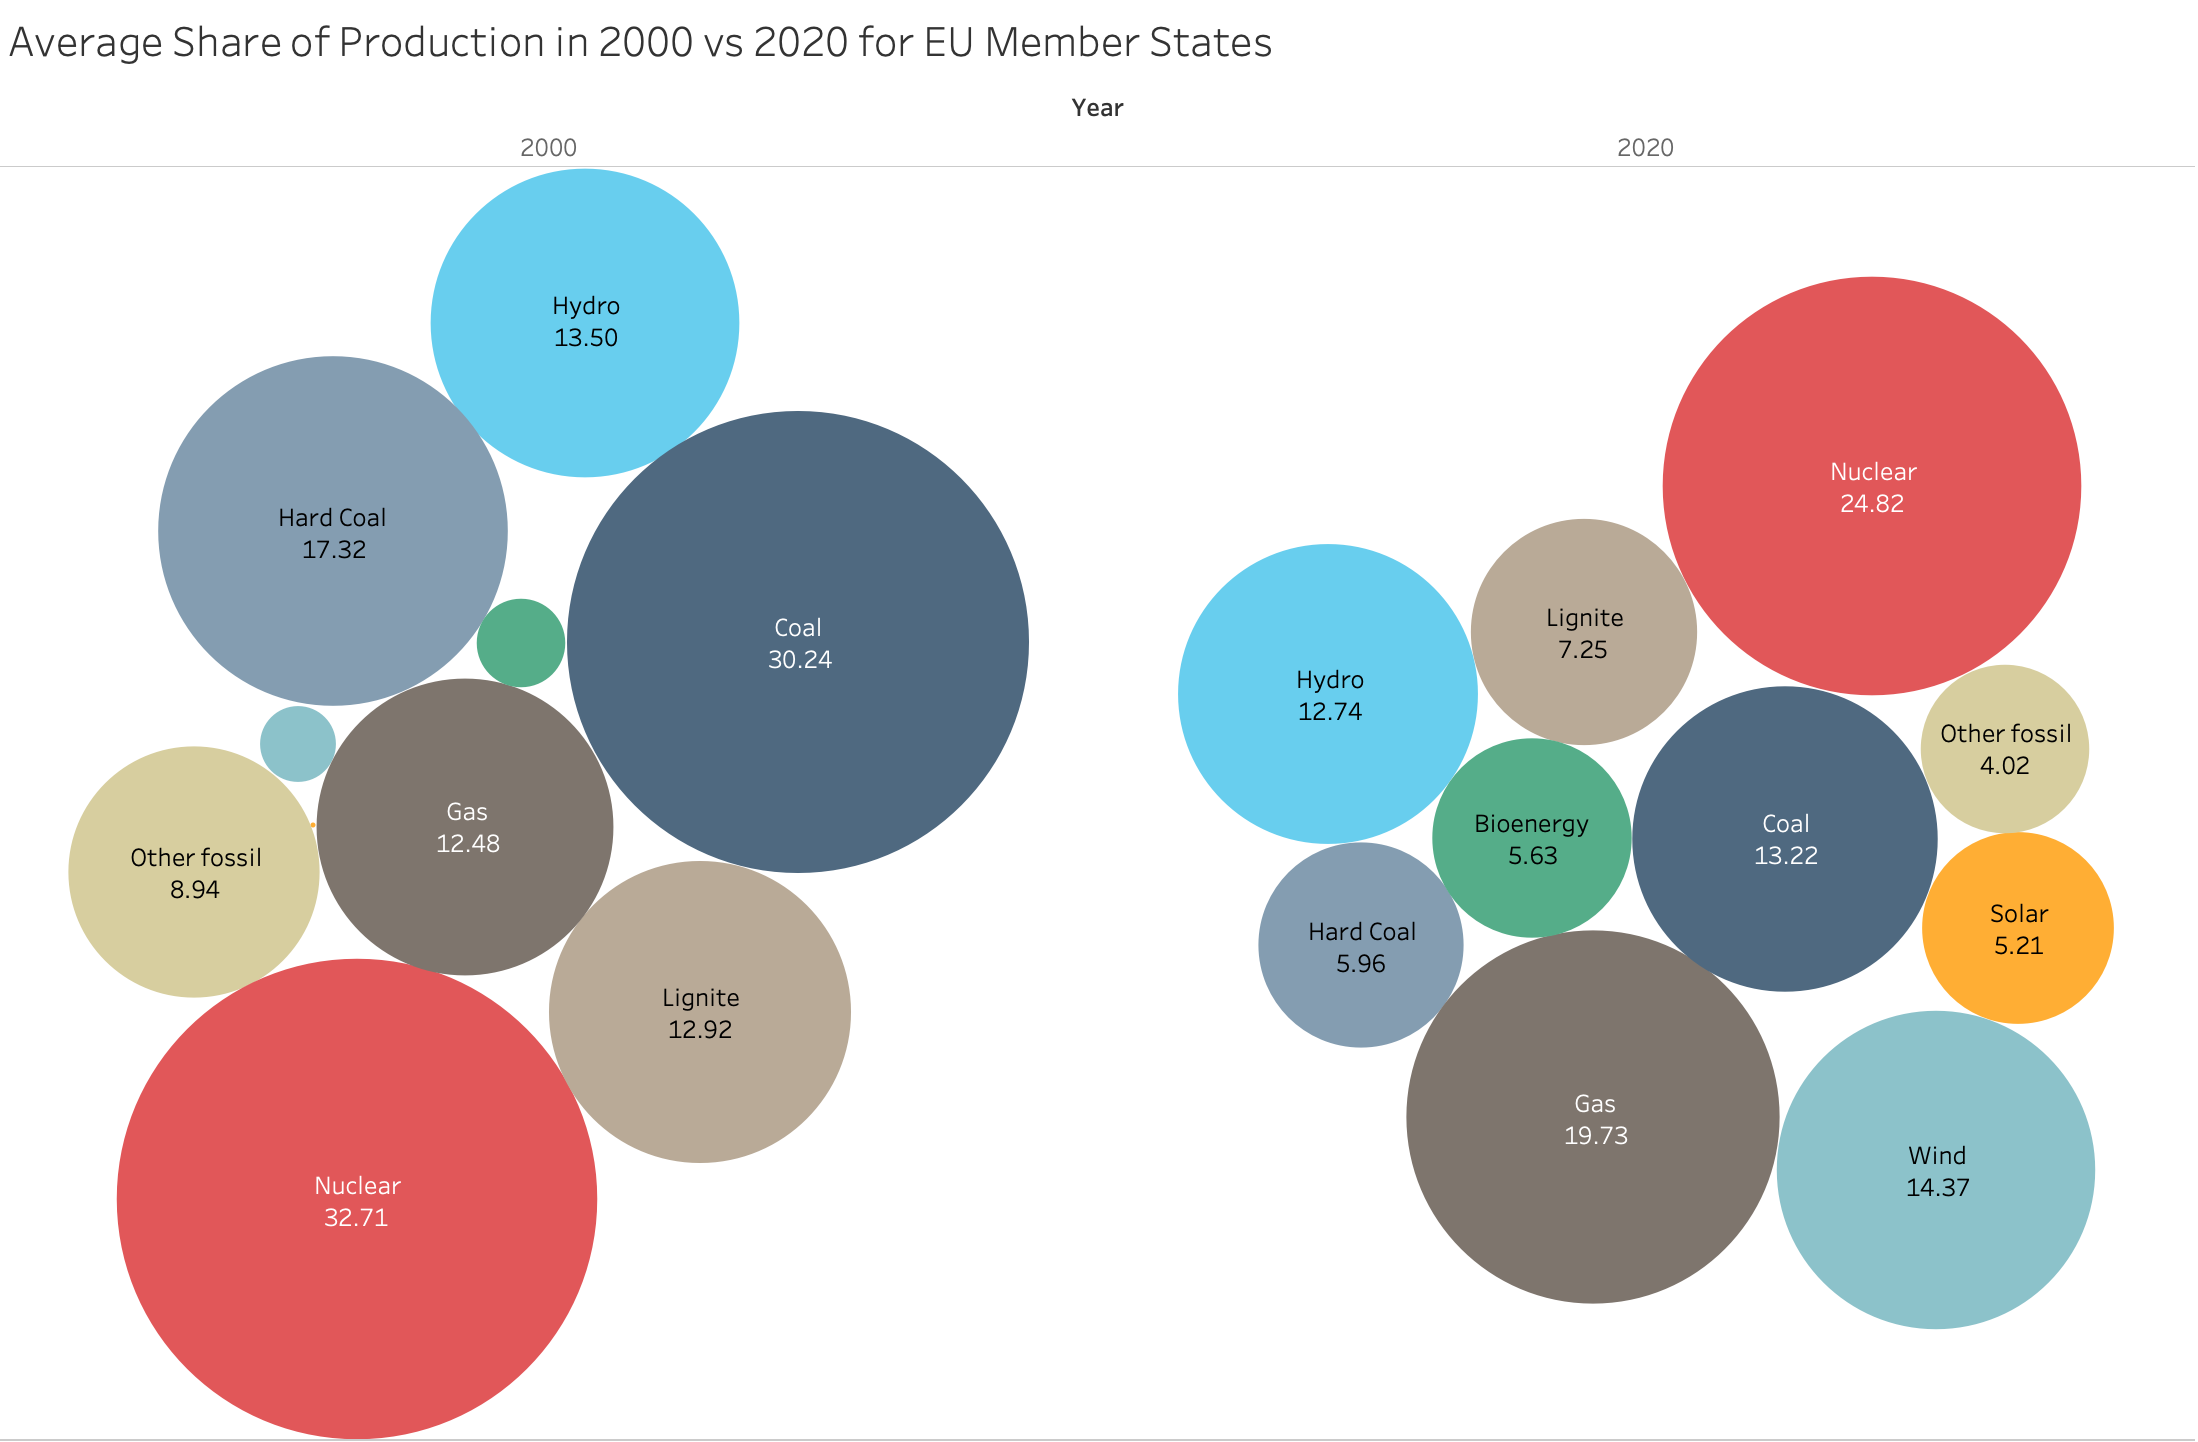 Average Share of Production in 2000 vs 2020 for EU Member States
Year
2000
2020
Hydro
13.50
Hard Coal
17.32
Coal
30.24
Gas
12.48
Other fossil
8.94
Lignite
12.92
Nuclear
32.71
Nuclear
24.82
Lignite
7.25
Hydro
12.74
Other fossil
4.02
Bioenergy
5.63
Coal
13.22
Solar
5.21
Hard Coal
5.96
Gas
19.73
Wind
14.37